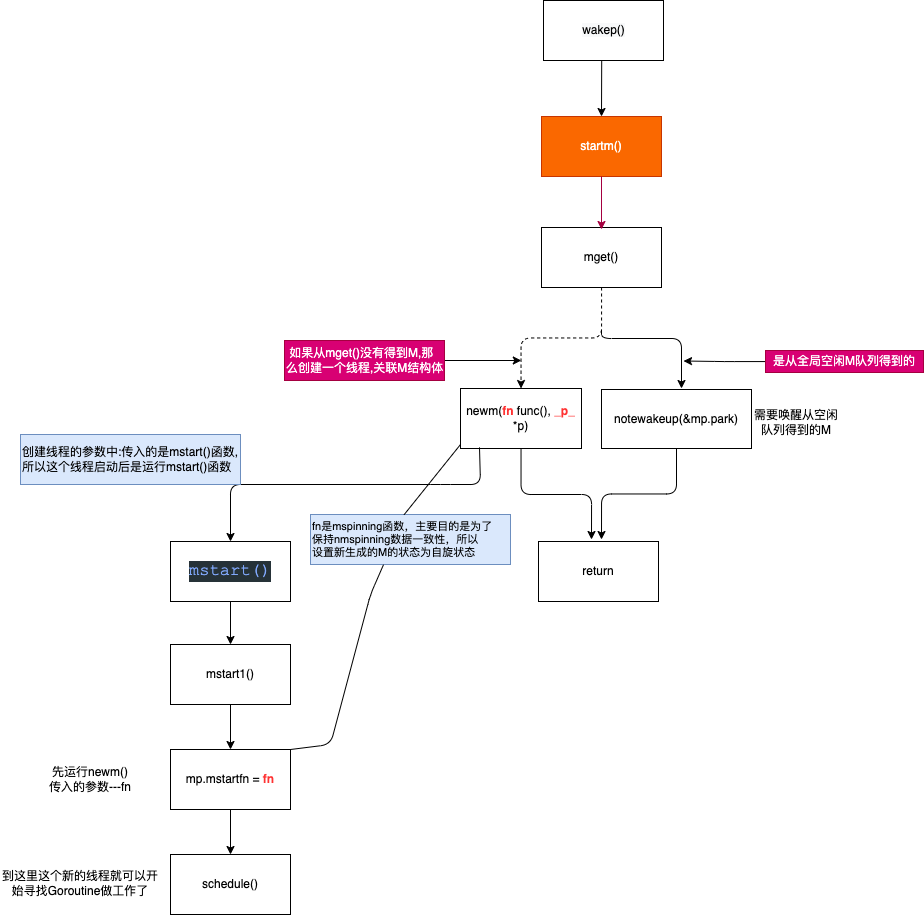 wakep()
startm()
mget()
如果从mget()没有得到M,那
么创建一个线程,关联M结构体
是从全局空闲M队列得到的
newm(fn func(), _p_
*p)
notewakeup(&mp.park)
需要唤醒从空闲
队列得到的M
创建线程的参数中:传入的是mstart()函数,
所以这个线程启动后是运行mstart()函数
fn是mspinning函数，主要目的是为了
保持nmspinning数据一致性，所以
设置新生成的M的状态为自旋状态
mstart()
return
mstart1()
先运行newm()
传入的参数---fn
mp.mstartfn = fn
到这里这个新的线程就可以开
始寻找Goroutine做工作了
schedule()